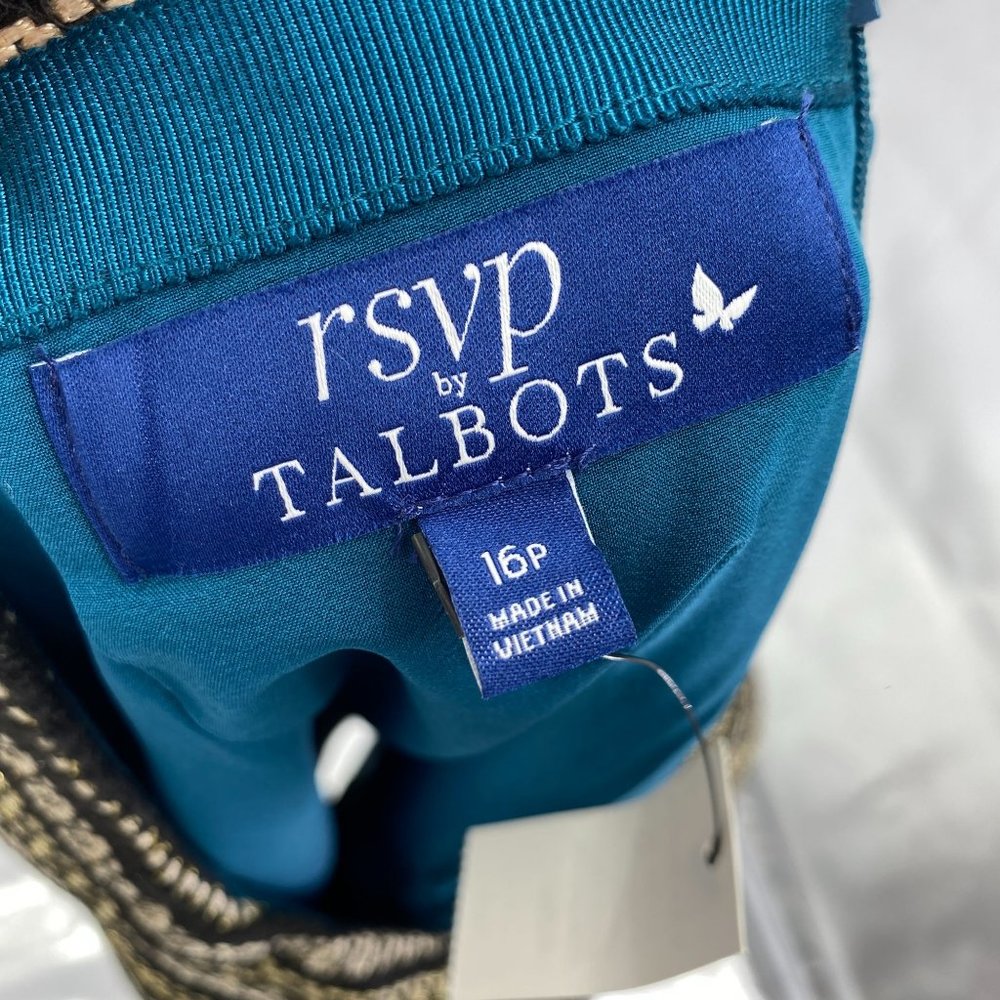 rsvp
by
TALBOTS
16P
MADE IN
VIETNAM